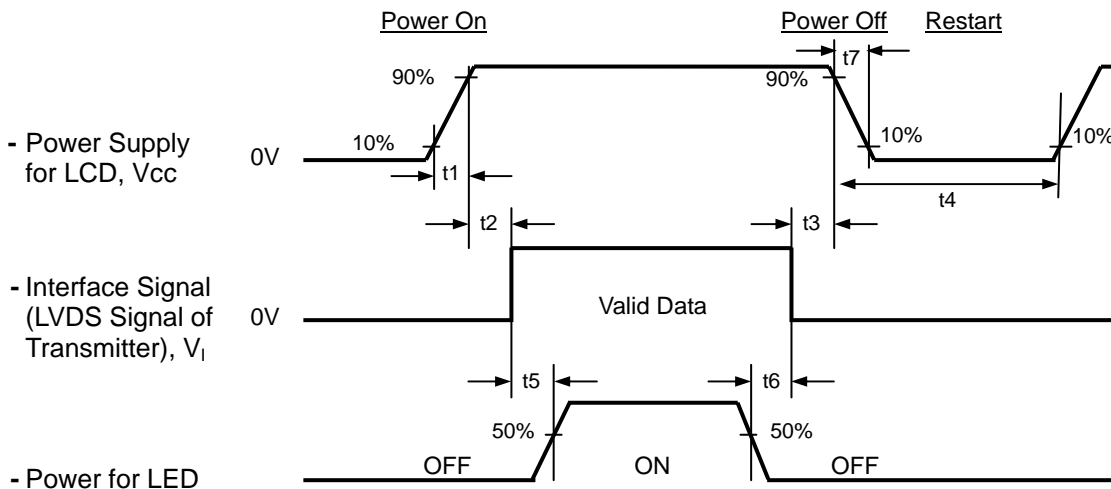 Power On
Power Off
Restart
t7
90%
90%
10%
10%
10%
- Power Supply
for LCD, Vcc
0V
t1
t4
t2
t3
- Interface Signal
(LVDS Signal of
Transmitter), VI
0V
Valid Data
t5
t6
50%
50%
- Power for LED
OFF
ON
OFF